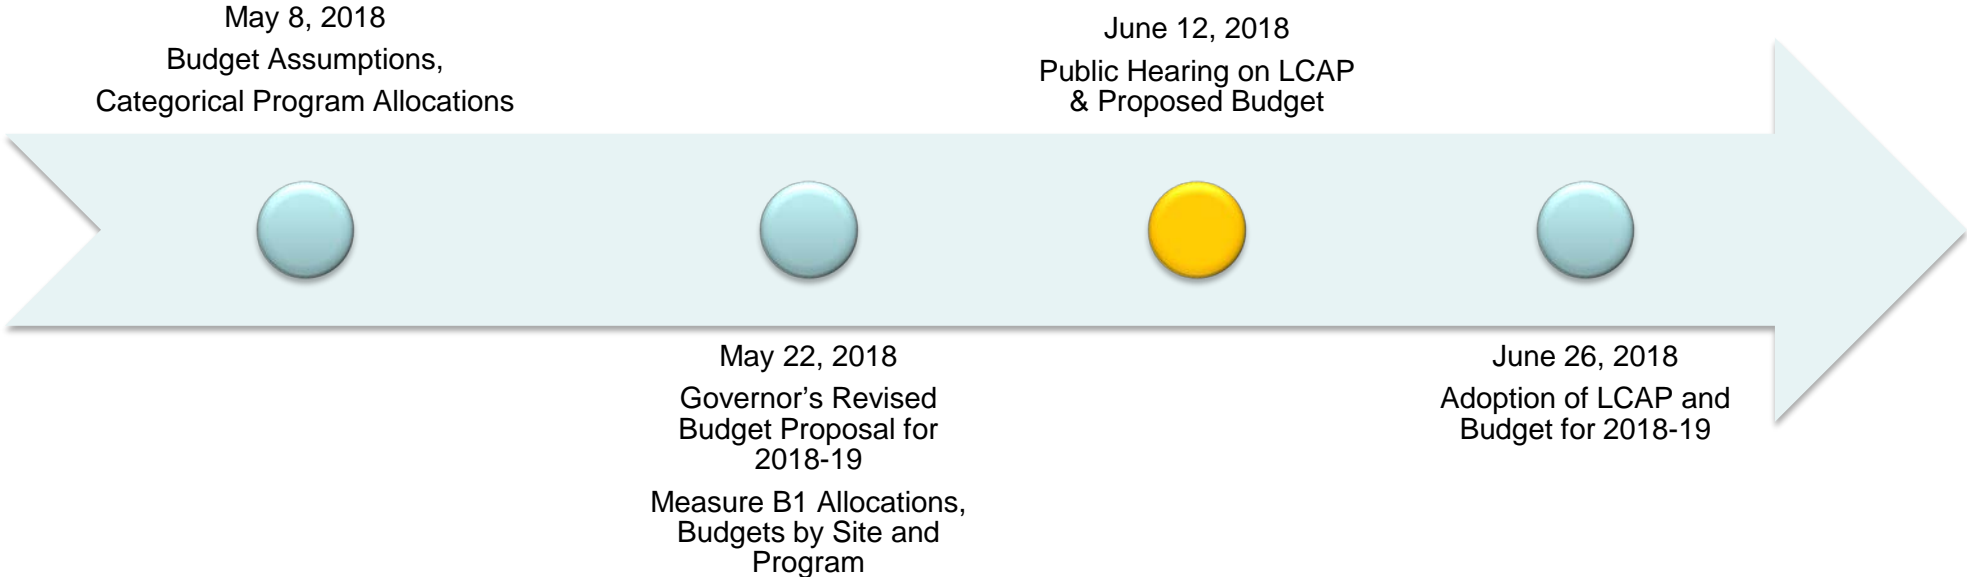 May 8, 2018
Budget Assumptions,
Categorical Program Allocations
May 22, 2018
Governor’s Revised
Budget Proposal for
2018-19
Measure B1 Allocations,
Budgets by Site and
Program
June 12, 2018
Public Hearing on LCAP
& Proposed Budget
June 26, 2018
Adoption of LCAP and
Budget for 2018-19